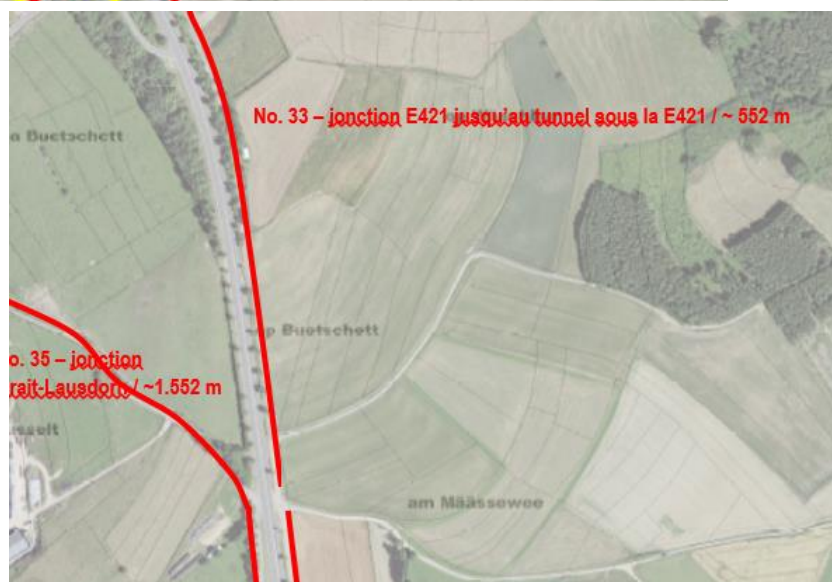 No. 33 – jonction E421 jusqu'au tunnel sous la E421 / ~ 552 m
a Buetschett
op Buetschett
o. 35 – jonction
rait-Lausdorn / ~1.552 m
sselt
am Määssewee